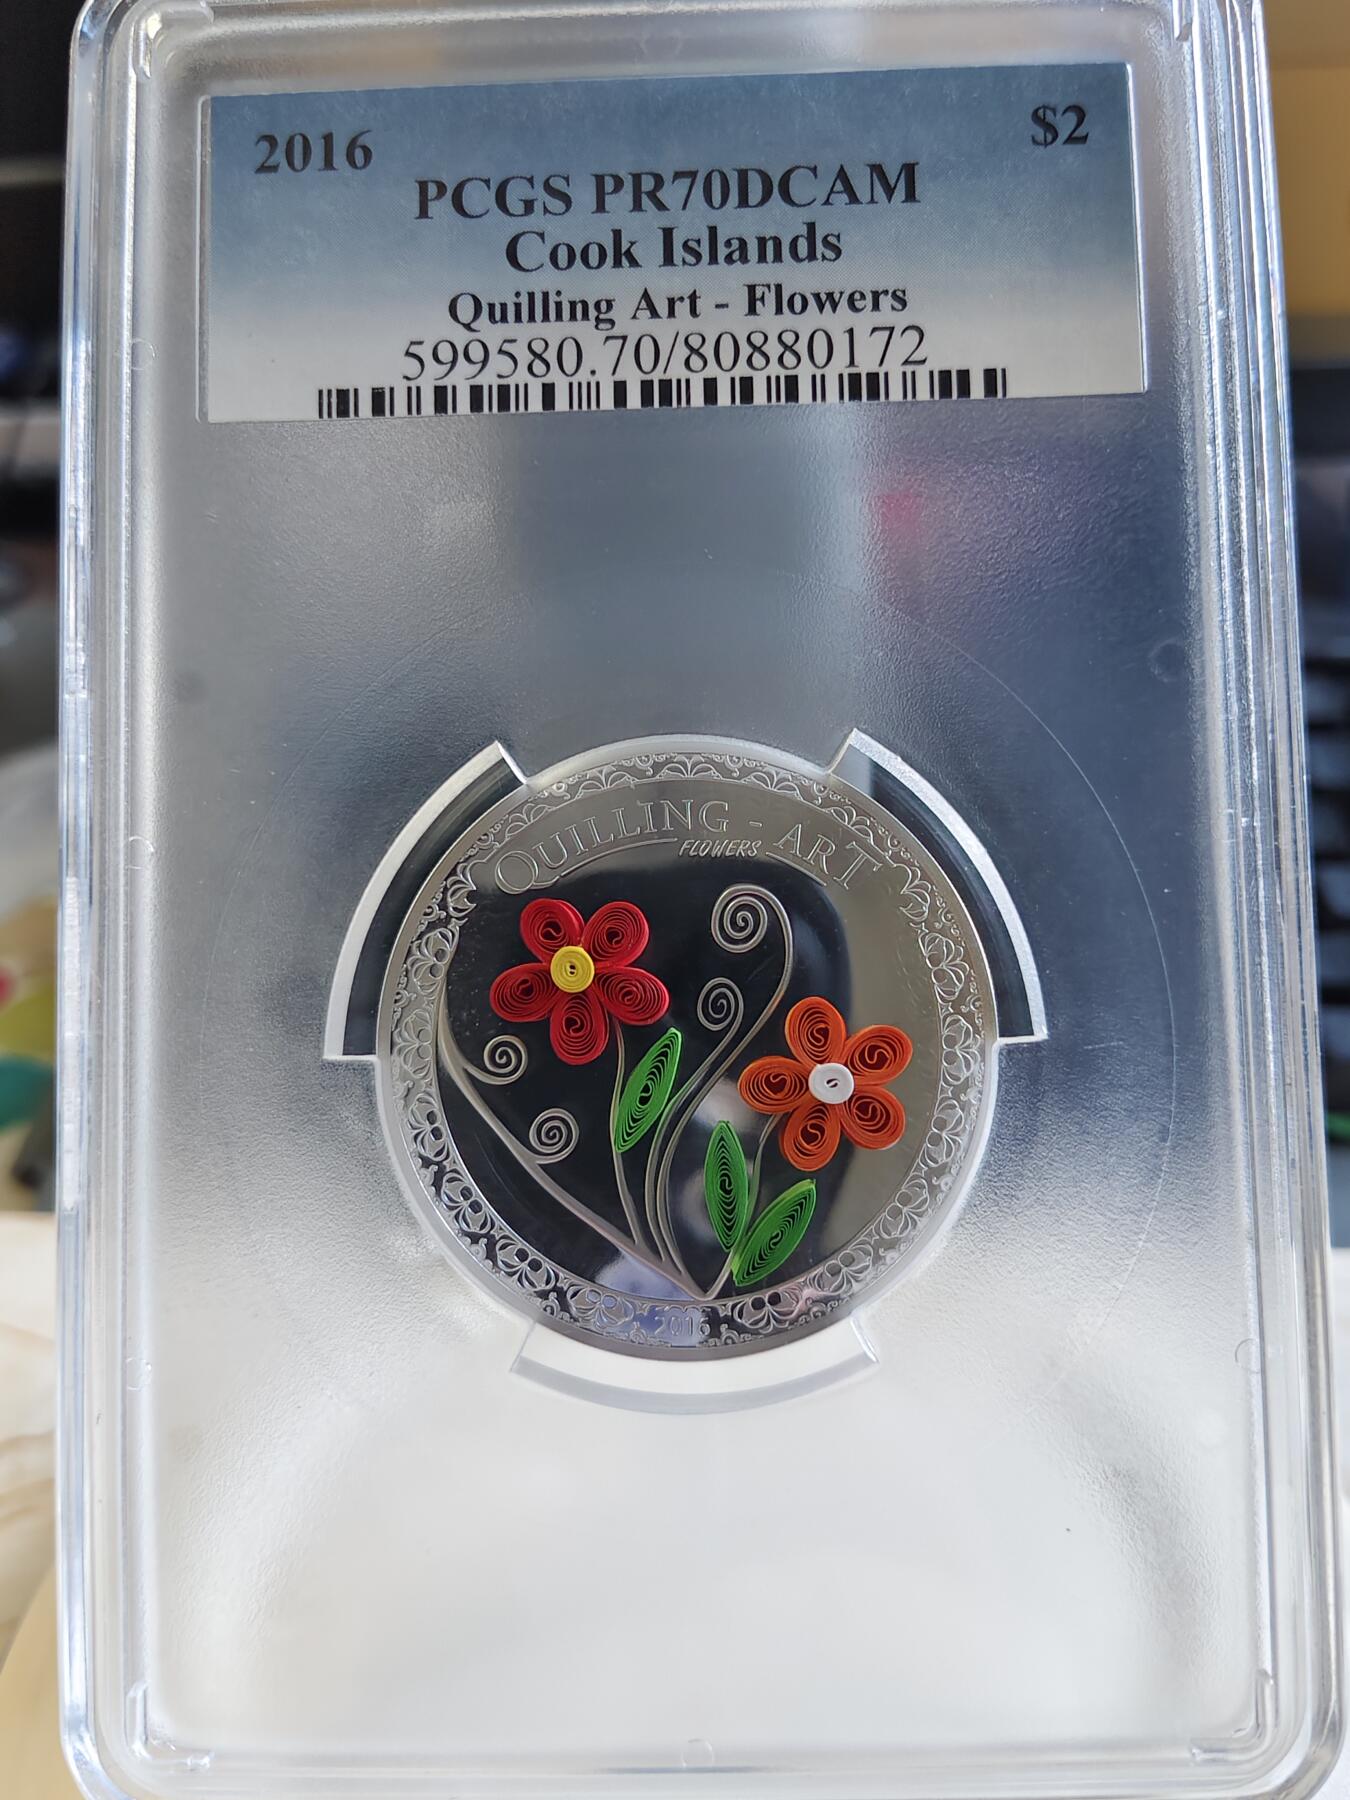 2016 $2
PCGS PR70DCAM
Cook Islands
Quilling Art - Flowers
599580.70/80880172
QUILLING - ART
FLOWERS
2016